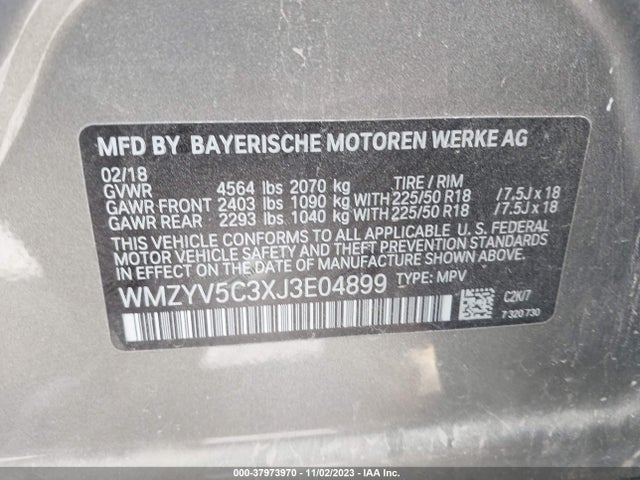 MFD BY BAYERISCHE MOTOREN WERKE AG
02/18
GVWR 4564 lbs 2070 kg TIRE / RIM
GAWR FRONT 2403 lbs 1090 kg WITH 225/50 R18 / 7.5J x 18
GAWR REAR 2293 lbs 1040 kg WITH 225/50 R18 / 7.5J x 18
THIS VEHICLE CONFORMS TO ALL APPLICABLE U. S. FEDERAL
MOTOR VEHICLE SAFETY AND THEFT PREVENTION STANDARDS
IN EFFECT ON THE DATE OF MANUFACTURE SHOWN ABOVE.
WMZYV5C3XJ3E04899 TYPE: MPV
C2K/7
7 320 730
000-37973970 - 11/02/2023 - IAA Inc.